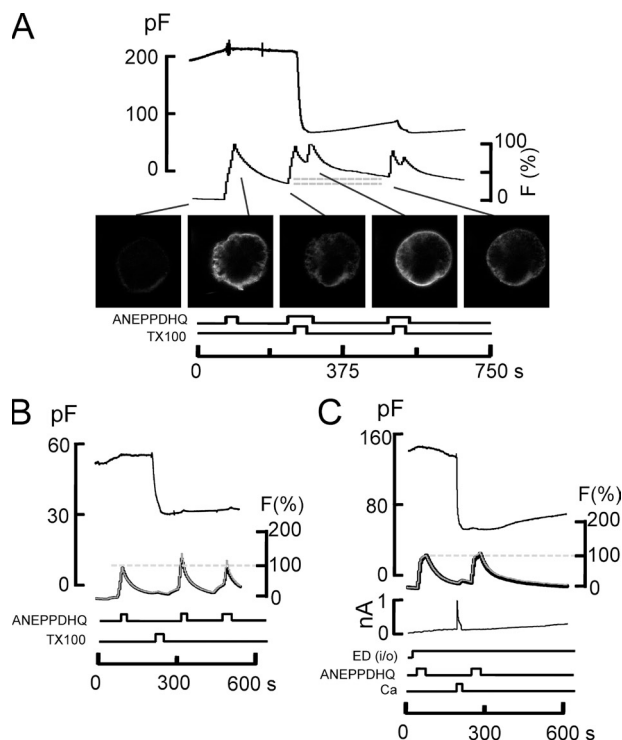 A
pF
200
100
0
100
0
F (%)
ANEPPDHQ
TX100
0 375 750 s
B
pF
60
30
0
F(%)
200
100
0
ANEPPDHQ
TX100
0 300 600 s
C
pF
160
80
0
F(%)
200
100
0
nA
1
0
ED (i/o)
ANEPPDHQ
Ca
0 300 600 s